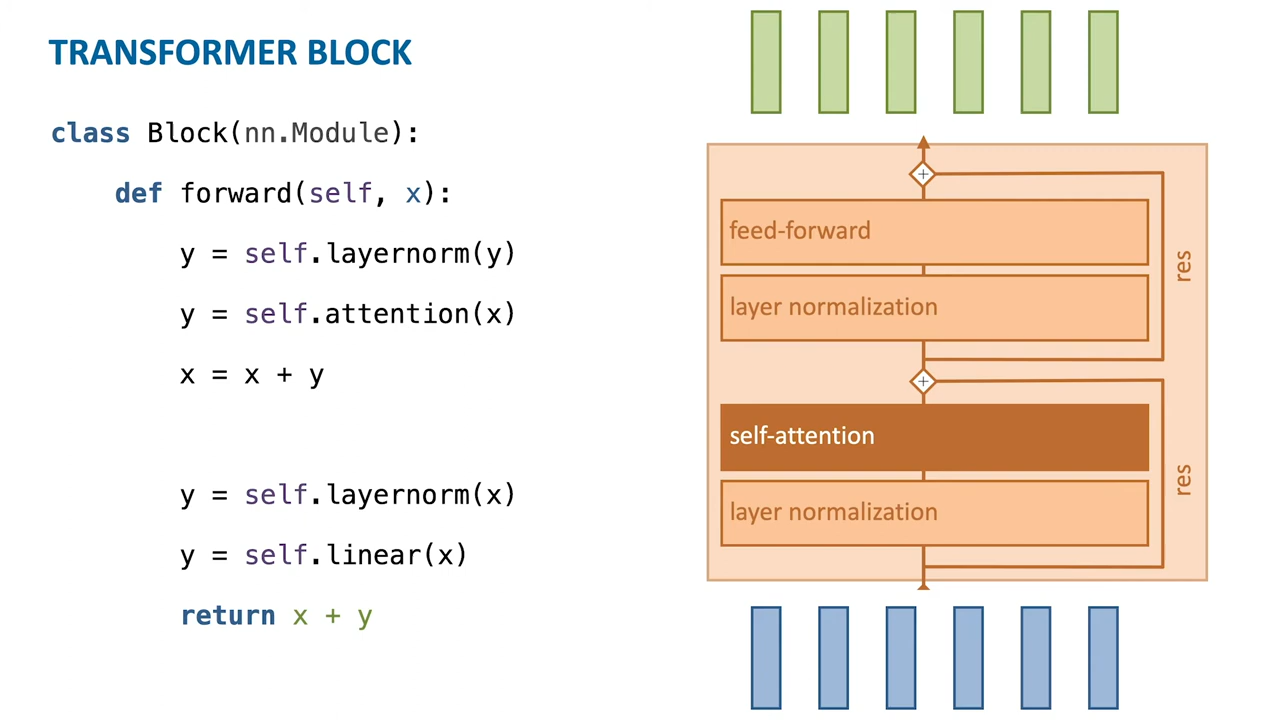 TRANSFORMER BLOCK
class Block(nn.Module):
def forward(self, x):
y = self.layernorm(y)
y = self.attention(x)
x = x + y
y = self.layernorm(x)
y = self.linear(x)
return x + y
+
feed-forward
res
layer normalization
+
self-attention
res
layer normalization